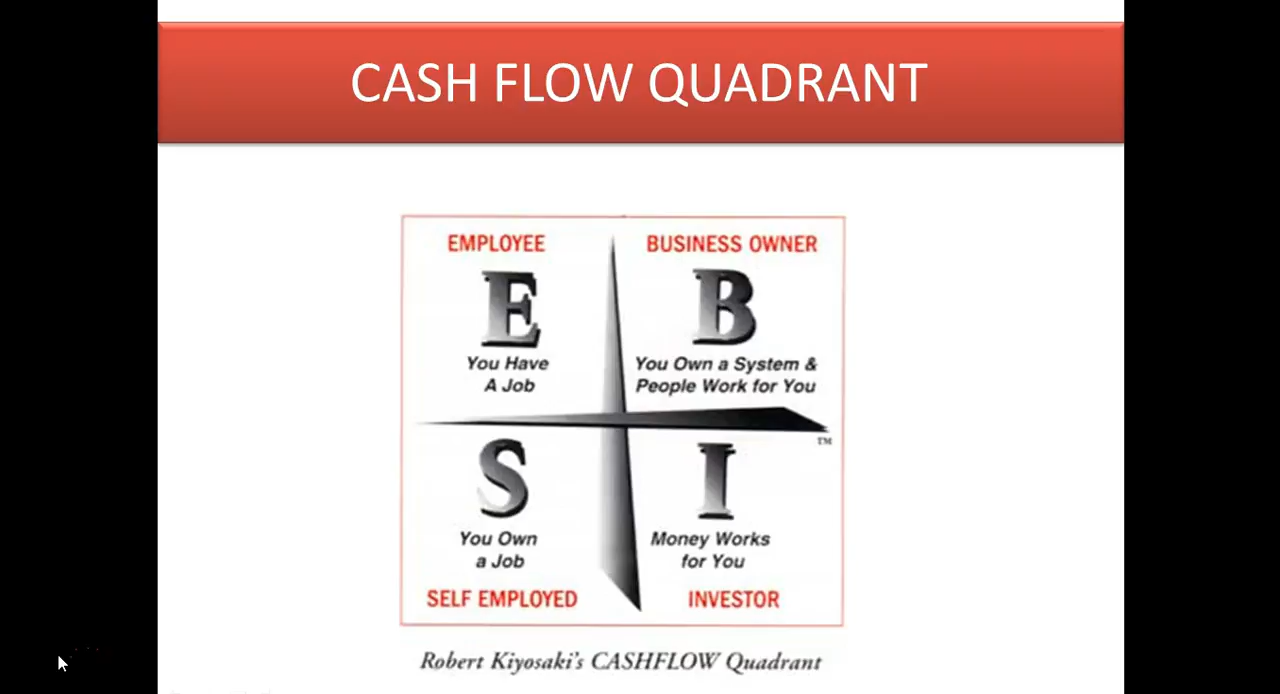 CASH FLOW QUADRANT
EMPLOYEE
E
You Have
A Job
BUSINESS OWNER
B
You Own a System &
People Work for You
TM
S
You Own
a Job
SELF EMPLOYED
I
Money Works
for You
INVESTOR
Robert Kiyosaki's CASHFLOW Quadrant